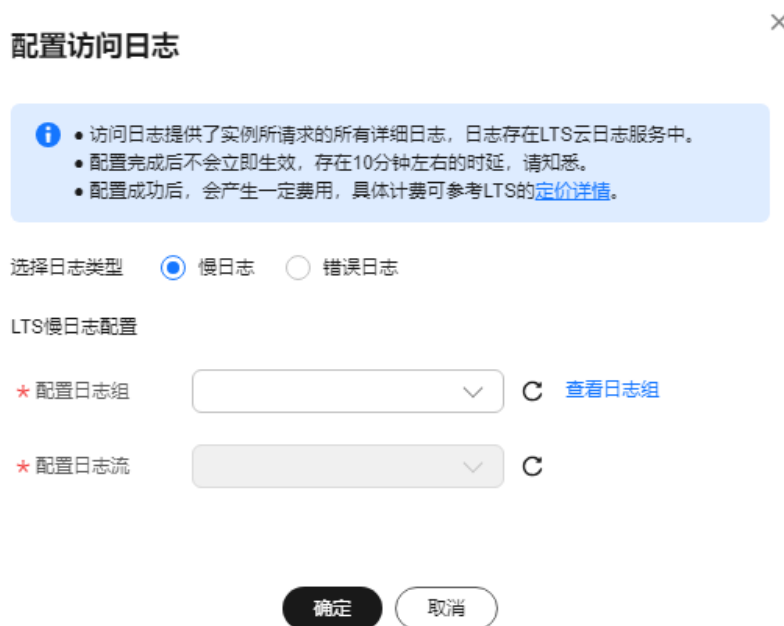 配置访问日志
● 访问日志提供了实例所请求的所有详细日志，日志存在LTS云日志服务中。
● 配置完成后不会立即生效，存在10分钟左右的时延，请知悉。
● 配置成功后，会产生一定费用，具体计费可参考LTS的定价详情。
选择日志类型 慢日志 错误日志
LTS慢日志配置
* 配置日志组 查看日志组
* 配置日志流
确定 取消